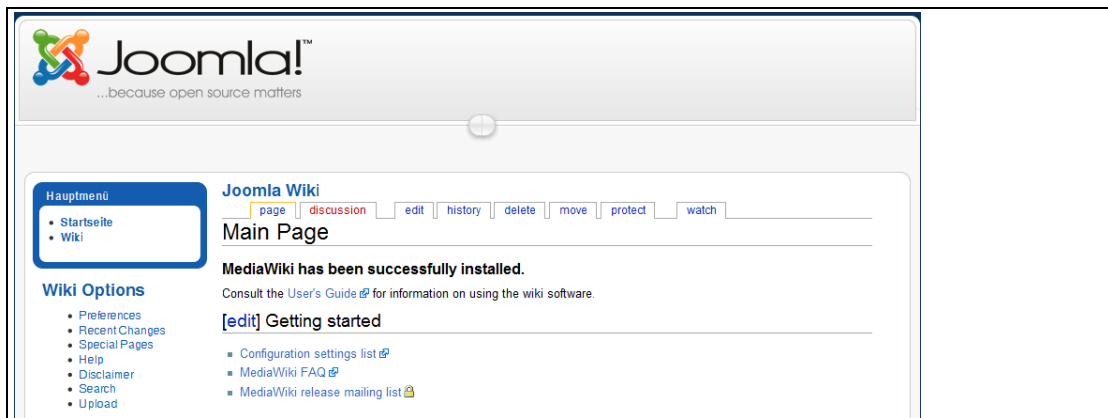 Joomla!™
...because open source matters
Hauptmenü
Startseite
Wiki
Wiki Options
Preferences
Recent Changes
Special Pages
Help
Disclaimer
Search
Upload
Joomla Wiki
page discussion edit history delete move protect watch
Main Page
MediaWiki has been successfully installed.
Consult the User's Guide for information on using the wiki software.
[edit] Getting started
Configuration settings list
MediaWiki FAQ
MediaWiki release mailing list